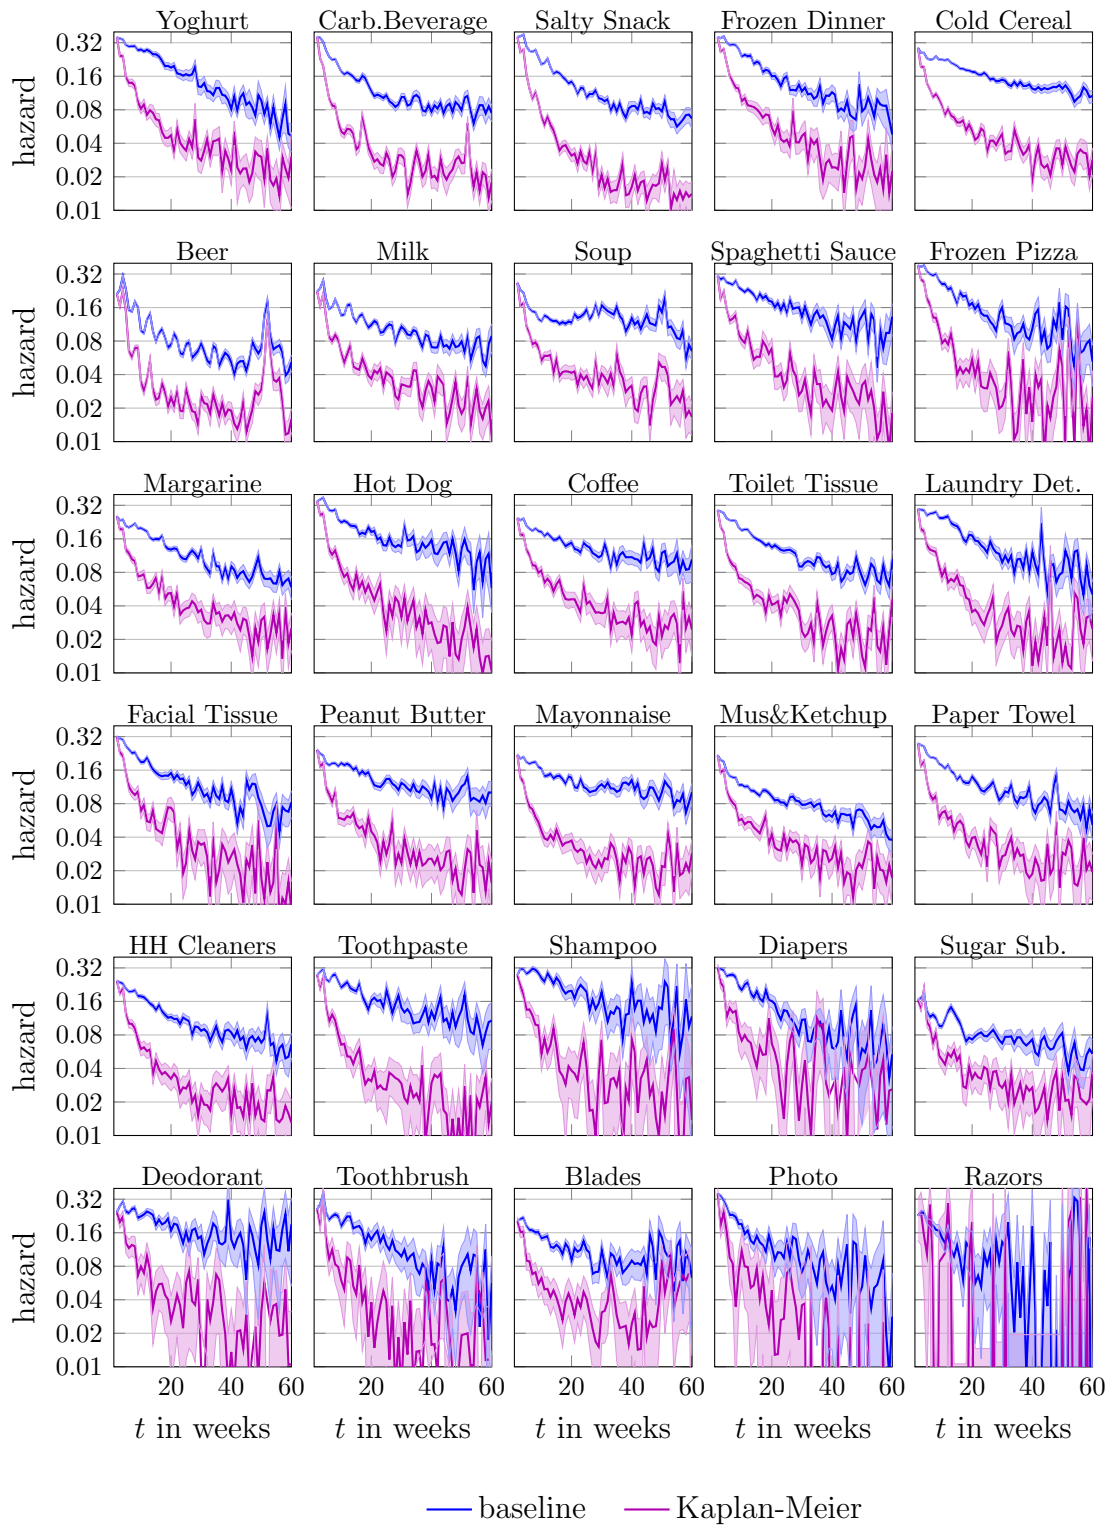 Yoghurt Carb.Beverage Salty Snack Frozen Dinner Cold Cereal
hazard
0.32
0.16
0.08
0.04
0.02
0.01
Beer Milk Soup Spaghetti Sauce Frozen Pizza
hazard
0.32
0.16
0.08
0.04
0.02
0.01
Margarine Hot Dog Coffee Toilet Tissue Laundry Det.
hazard
0.32
0.16
0.08
0.04
0.02
0.01
Facial Tissue Peanut Butter Mayonnaise Mus&Ketchup Paper Towel
hazard
0.32
0.16
0.08
0.04
0.02
0.01
HH Cleaners Toothpaste Shampoo Diapers Sugar Sub.
hazard
0.32
0.16
0.08
0.04
0.02
0.01
Deodorant Toothbrush Blades Photo Razors
hazard
0.32
0.16
0.08
0.04
0.02
0.01
20 40 60 20 40 60 20 40 60 20 40 60 20 40 60
t in weeks t in weeks t in weeks t in weeks t in weeks
baseline Kaplan-Meier